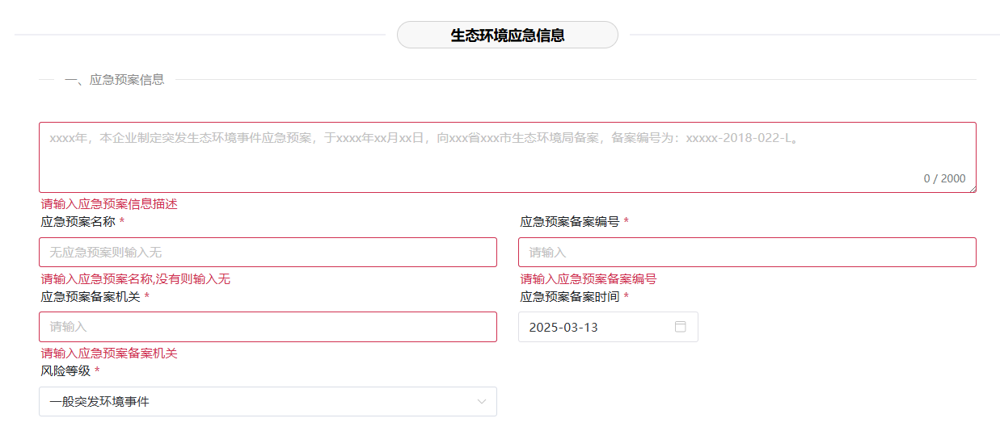 生态环境应急信息
一、应急预案信息
xxxx年，本企业制定突发生态环境事件应急预案，于xxxx年xx月xx日，向xxx省xxx市生态环境局备案，备案编号为：xxxxx-2018-022-L。
0 / 2000
请输入应急预案信息描述
应急预案名称 *
应急预案备案编号 *
无应急预案则输入无
请输入
请输入应急预案名称,没有则输入无
请输入应急预案备案编号
应急预案备案机关 *
应急预案备案时间 *
请输入
2025-03-13
请输入应急预案备案机关
风险等级 *
一般突发环境事件